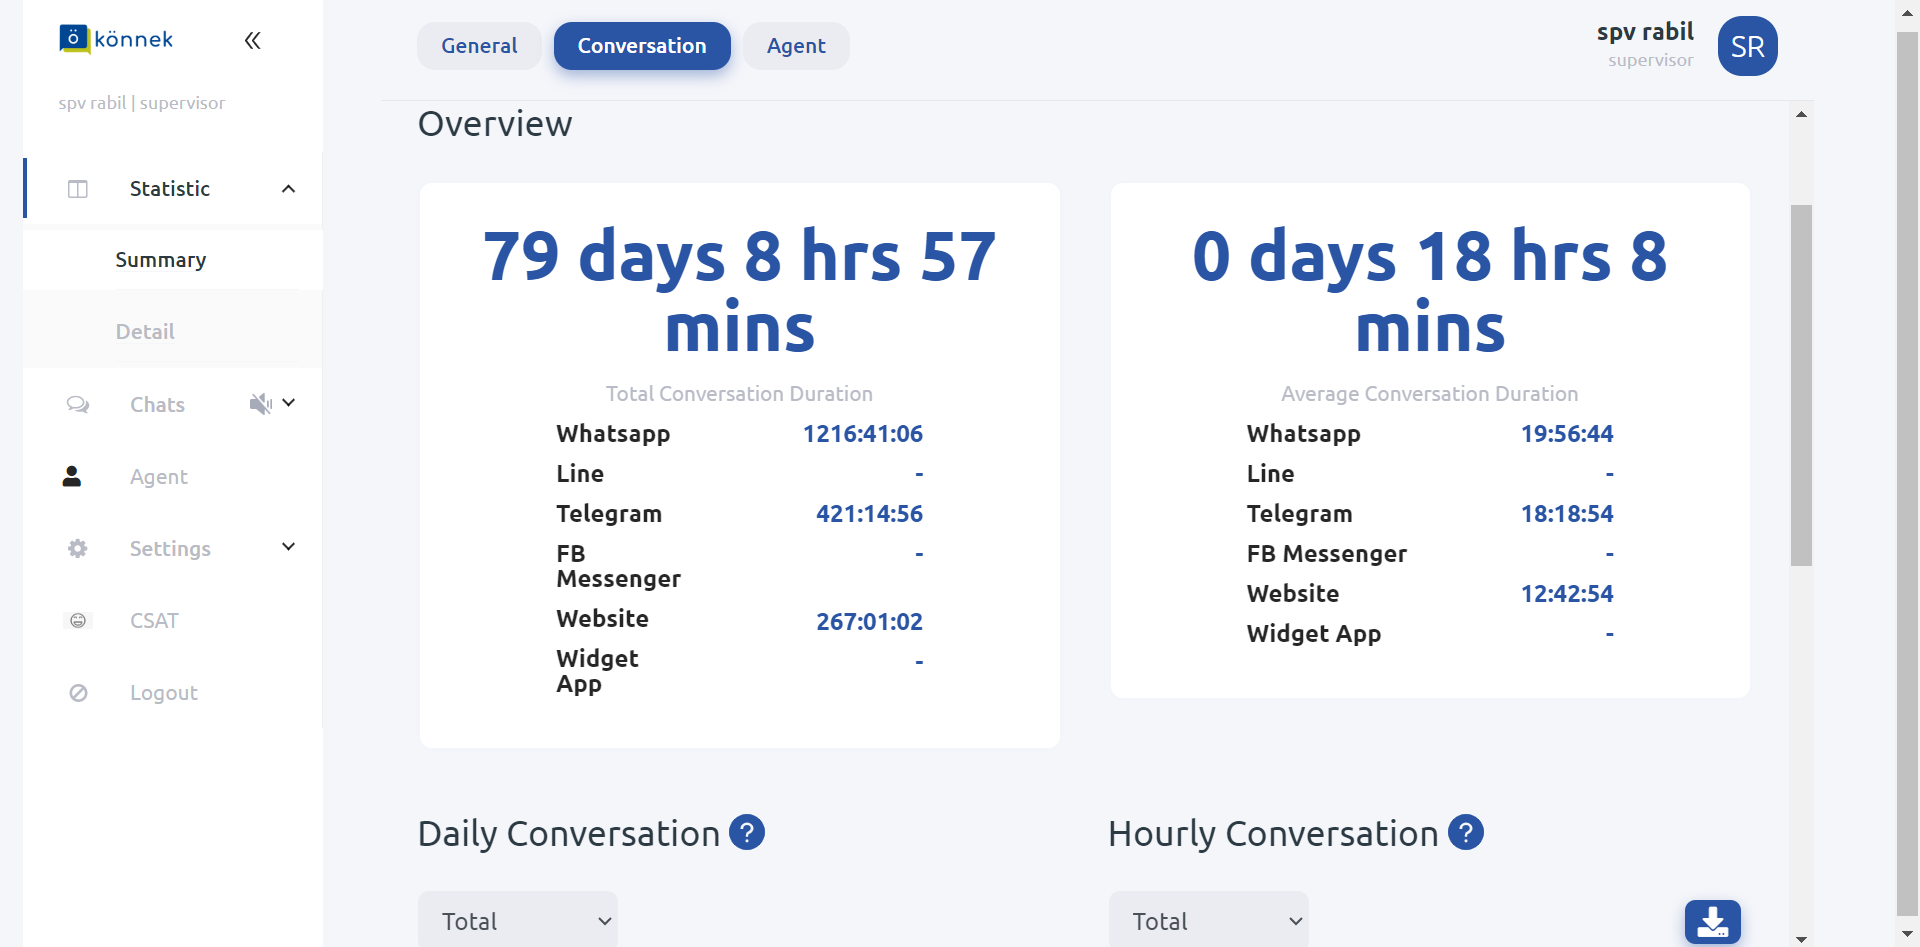 ö könnek
spv rabil | supervisor
Statistic
Summary
Detail
Chats
Agent
Settings
CSAT
Logout
General
Conversation
Agent
spv rabil
supervisor
SR
Overview
79 days 8 hrs 57
mins
Total Conversation Duration
Whatsapp 1216:41:06
Line -
Telegram 421:14:56
FB
Messenger -
Website 267:01:02
Widget
App -
0 days 18 hrs 8
mins
Average Conversation Duration
Whatsapp 19:56:44
Line -
Telegram 18:18:54
FB Messenger -
Website 12:42:54
Widget App -
Daily Conversation ?
Total
Hourly Conversation ?
Total